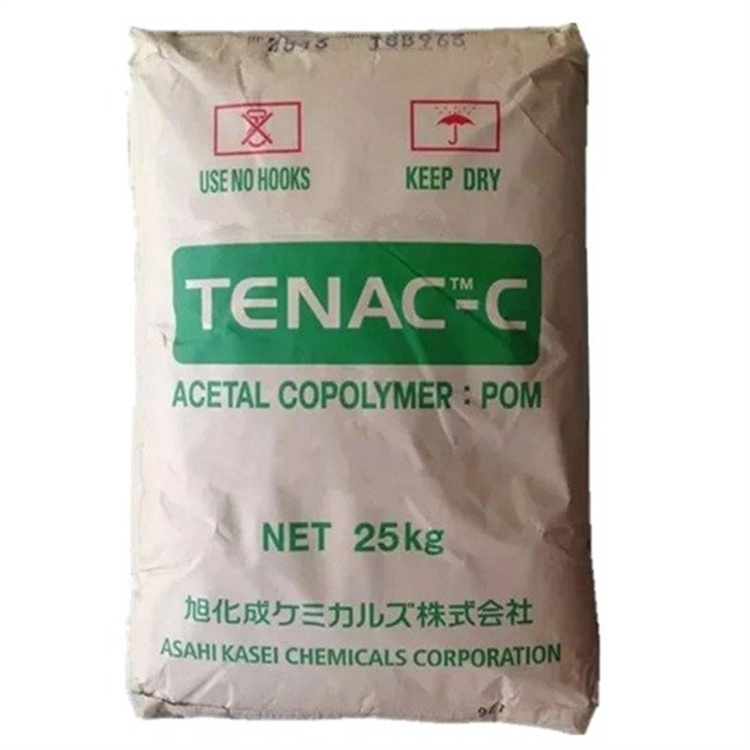 USE NO HOOKS
KEEP DRY
TENAC™-C
ACETAL COPOLYMER : POM
NET 25kg
旭化成ケミカルズ株式会社
ASAHI KASEI CHEMICALS CORPORATION